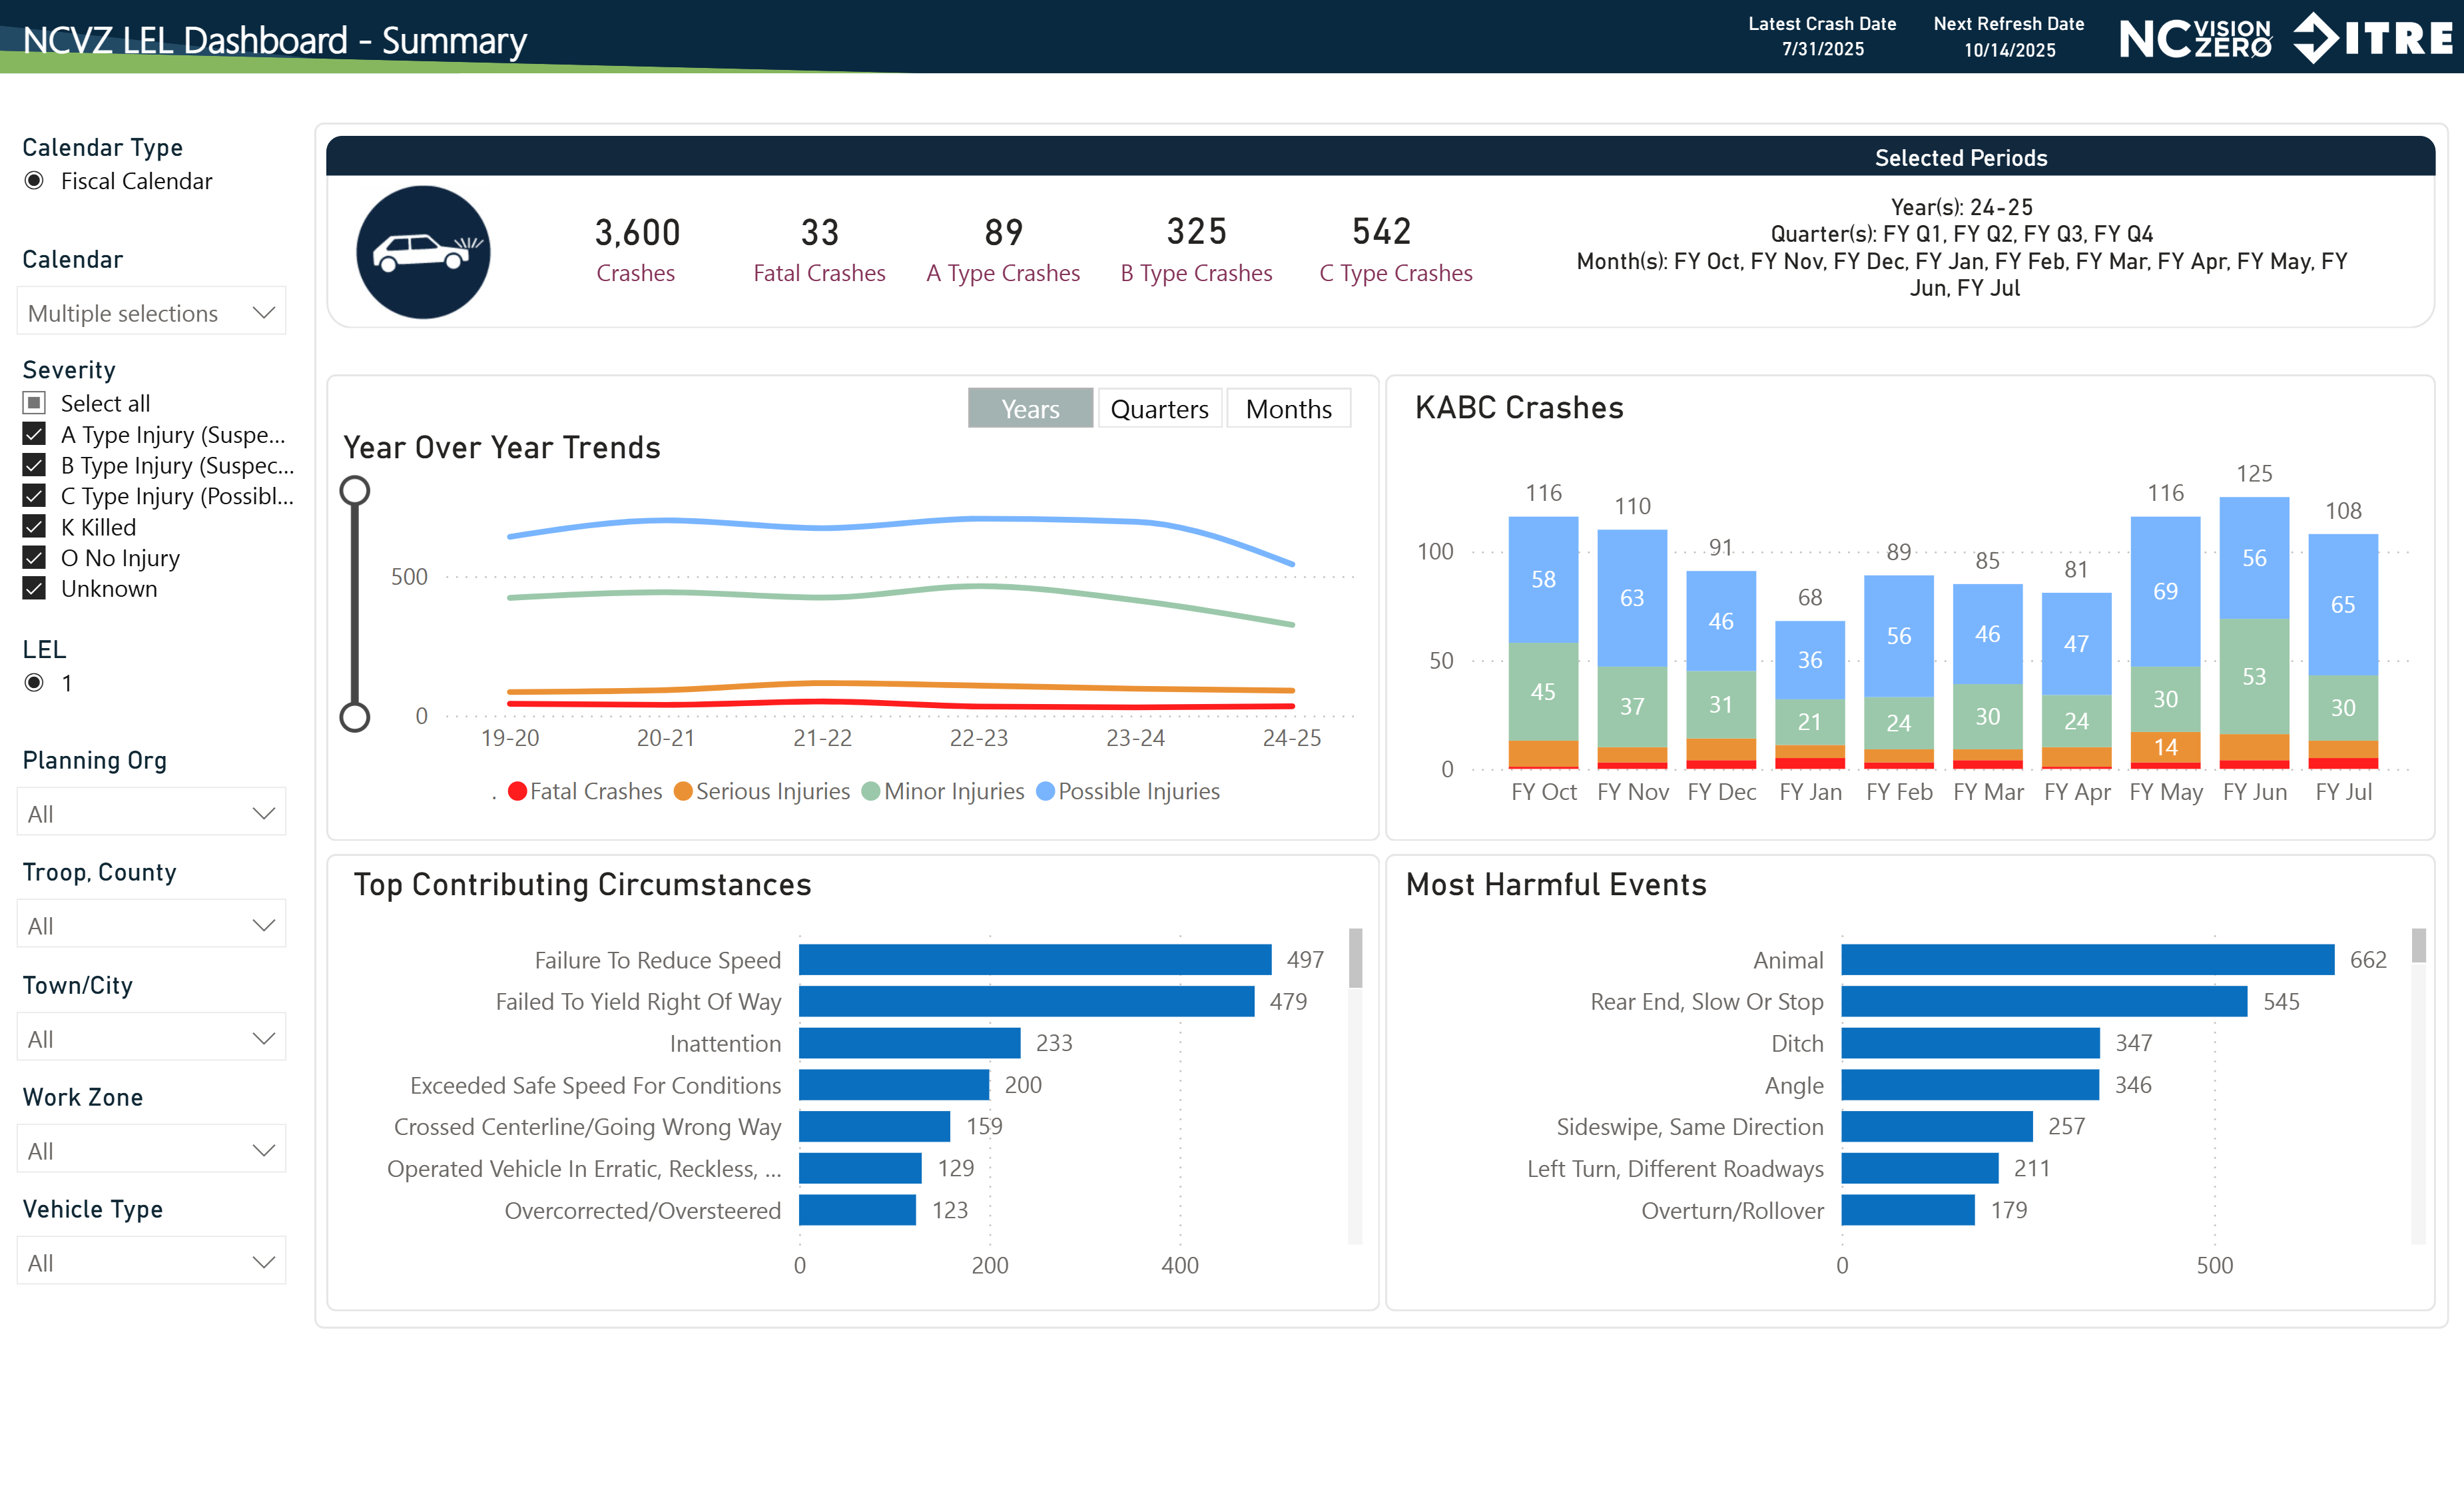 NCVZ LEL Dashboard - Summary
Latest Crash Date
7/31/2025
Next Refresh Date
10/14/2025
NC VISION ZERO
ITRE
Calendar Type
Fiscal Calendar
Calendar
Multiple selections
Severity
Select all
A Type Injury (Suspe...
B Type Injury (Suspec...
C Type Injury (Possibl...
K Killed
O No Injury
Unknown
LEL
1
Planning Org
All
Troop, County
All
Town/City
All
Work Zone
All
Vehicle Type
All
Selected Periods
3,600
Crashes
33
Fatal Crashes
89
A Type Crashes
325
B Type Crashes
542
C Type Crashes
Year(s): 24-25
Quarter(s): FY Q1, FY Q2, FY Q3, FY Q4
Month(s): FY Oct, FY Nov, FY Dec, FY Jan, FY Feb, FY Mar, FY Apr, FY May, FY
Jun, FY Jul
Years Quarters Months
Year Over Year Trends
500
0
19-20 20-21 21-22 22-23 23-24 24-25
. Fatal Crashes Serious Injuries Minor Injuries Possible Injuries
KABC Crashes
116 110 91 68 89 85 81 116 125 108
100
50
0
58 63 46 36 56 46 47 69 56 65
45 37 31 21 24 30 24 30 53 30
14
FY Oct FY Nov FY Dec FY Jan FY Feb FY Mar FY Apr FY May FY Jun FY Jul
Top Contributing Circumstances
Failure To Reduce Speed 497
Failed To Yield Right Of Way 479
Inattention 233
Exceeded Safe Speed For Conditions 200
Crossed Centerline/Going Wrong Way 159
Operated Vehicle In Erratic, Reckless, ... 129
Overcorrected/Oversteered 123
0 200 400
Most Harmful Events
Animal 662
Rear End, Slow Or Stop 545
Ditch 347
Angle 346
Sideswipe, Same Direction 257
Left Turn, Different Roadways 211
Overturn/Rollover 179
0 500